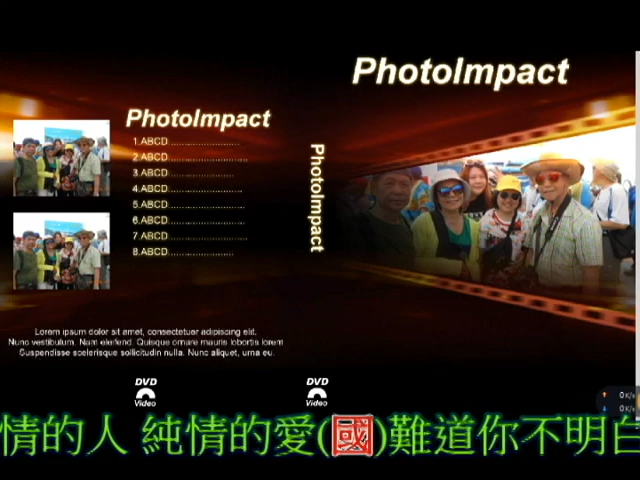 PhotoImpact
PhotoImpact
1.ABCD
2.ABCD
3.ABCD
4.ABCD
5.ABCD
6.ABCD
7.ABCD
8.ABCD
PhotoImpact
Lorem ipsum dolor sit amet, consectetuer adipiscing elit.
Nunc vestibulum. Nam eleifend. Quisque ornare mauris lobortis lorem
Suspendisse scelerisque sollicitudin nulla. Nunc aliquet, urna eu.
DVD
Video
DVD
Video
0K/s
0K/s
情的人 純情的愛(國)難道你不明白